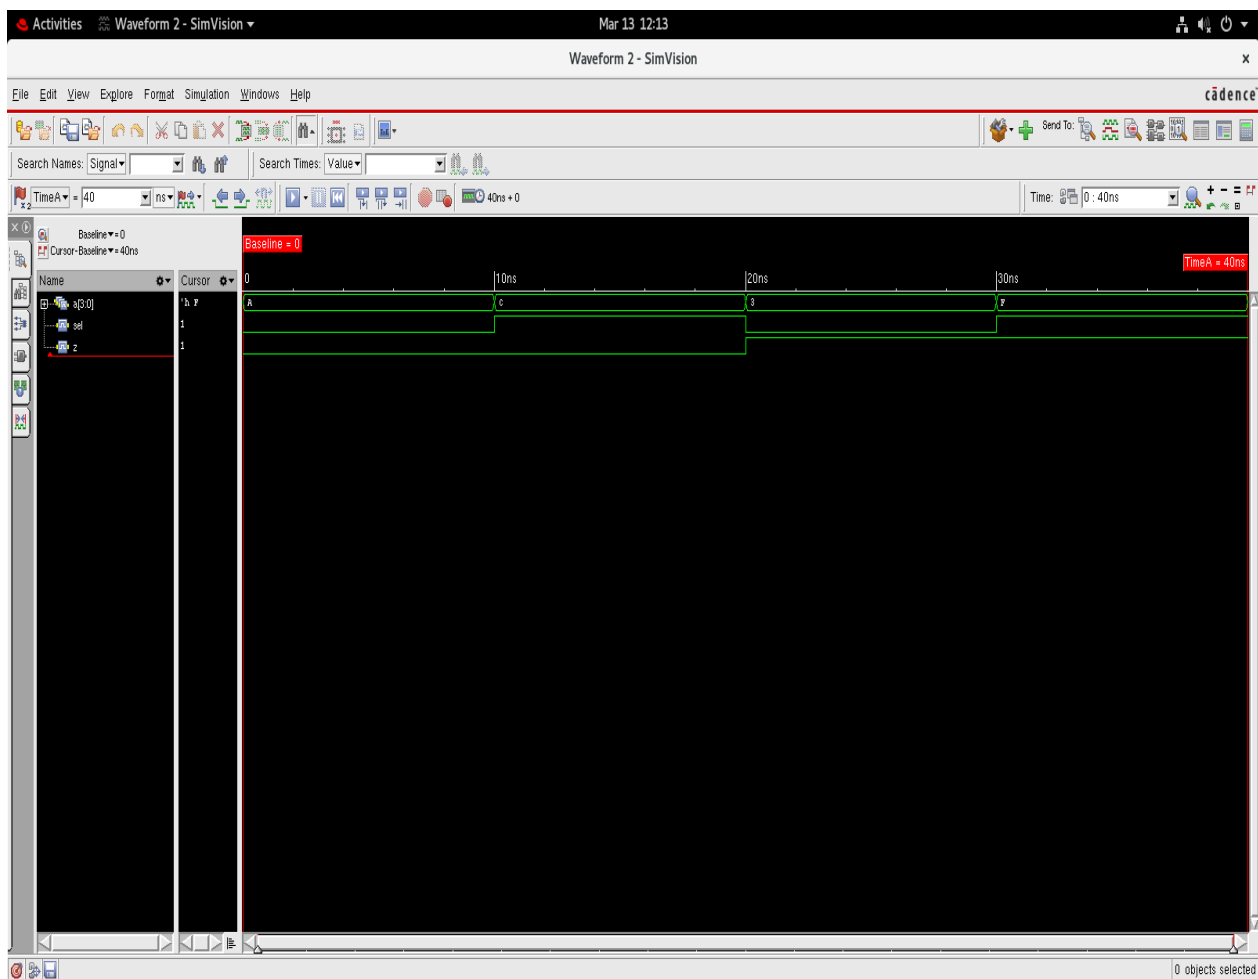 Activities Waveform 2 - SimVision ▾ Mar 13 12:13
Waveform 2 - SimVision x
File Edit View Explore Format Simulation Windows Help cādence
Send To:
Search Names: Signal▾ Search Times: Value▾
TimeA▾ = 40 ns▾ 40ns + 0 Time: 0 : 40ns
Baseline▾= 0
Cursor-Baseline▾= 40ns
Baseline = 0
TimeA = 40ns
Name Cursor 0 10ns 20ns 30ns
a[3:0] 'h F A C 3 F
sel 1
z 1
0 objects selected